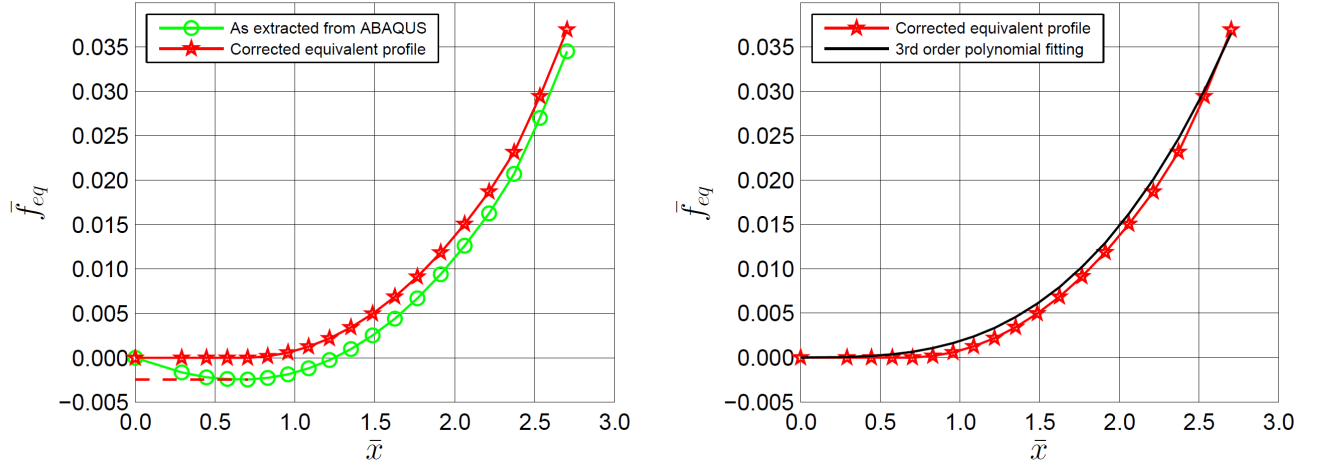 As extracted from ABAQUS
Corrected equivalent profile
0.035
0.030
0.025
0.020
0.015
0.010
0.005
0.000
−0.005
0.0 0.5 1.0 1.5 2.0 2.5 3.0
x̄
f̄eq
Corrected equivalent profile
3rd order polynomial fitting
0.035
0.030
0.025
0.020
0.015
0.010
0.005
0.000
−0.005
0.0 0.5 1.0 1.5 2.0 2.5 3.0
x̄
f̄eq